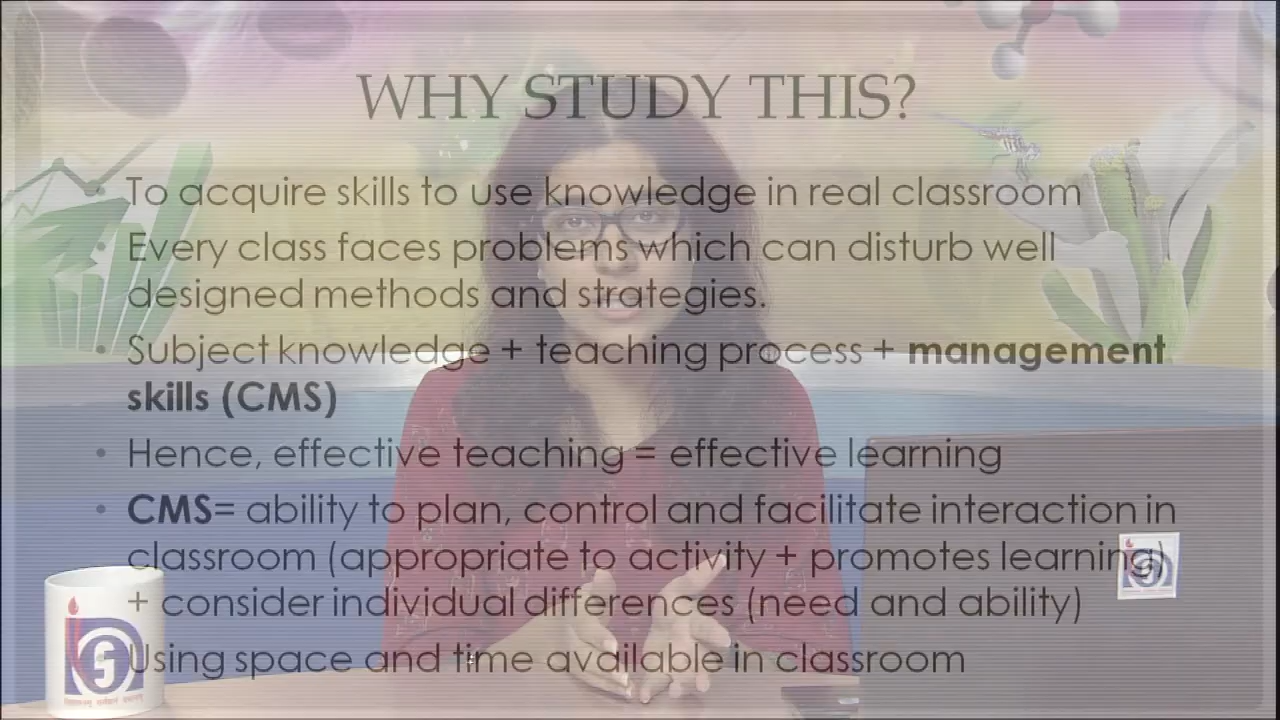 WHY STUDY THIS?
• To acquire skills to use knowledge in real classroom
• Every class faces problems which can disturb well
designed methods and strategies.
• Subject knowledge + teaching process + management
skills (CMS)
• Hence, effective teaching = effective learning
• CMS= ability to plan, control and facilitate interaction in
classroom (appropriate to activity + promotes learning)
+ consider individual differences (need and ability)
• Using space and time available in classroom